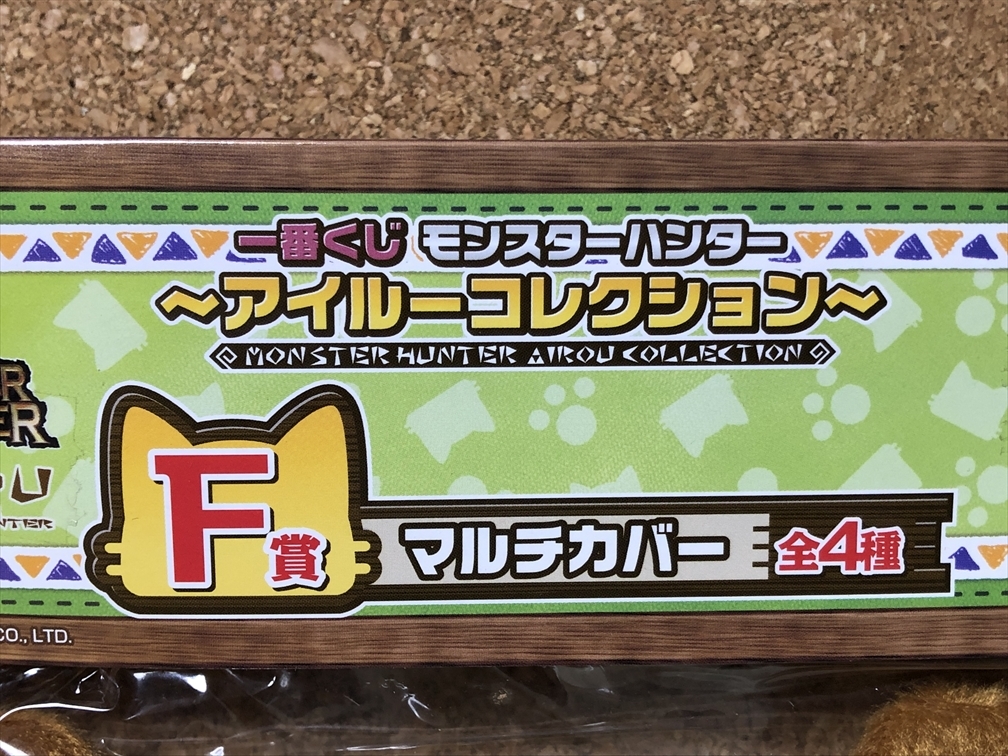 一番くじ モンスターハンター
～アイルーコレクション～
MONSTER HUNTER AIROU COLLECTION
F賞
マルチカバー
全4種
CO., LTD.